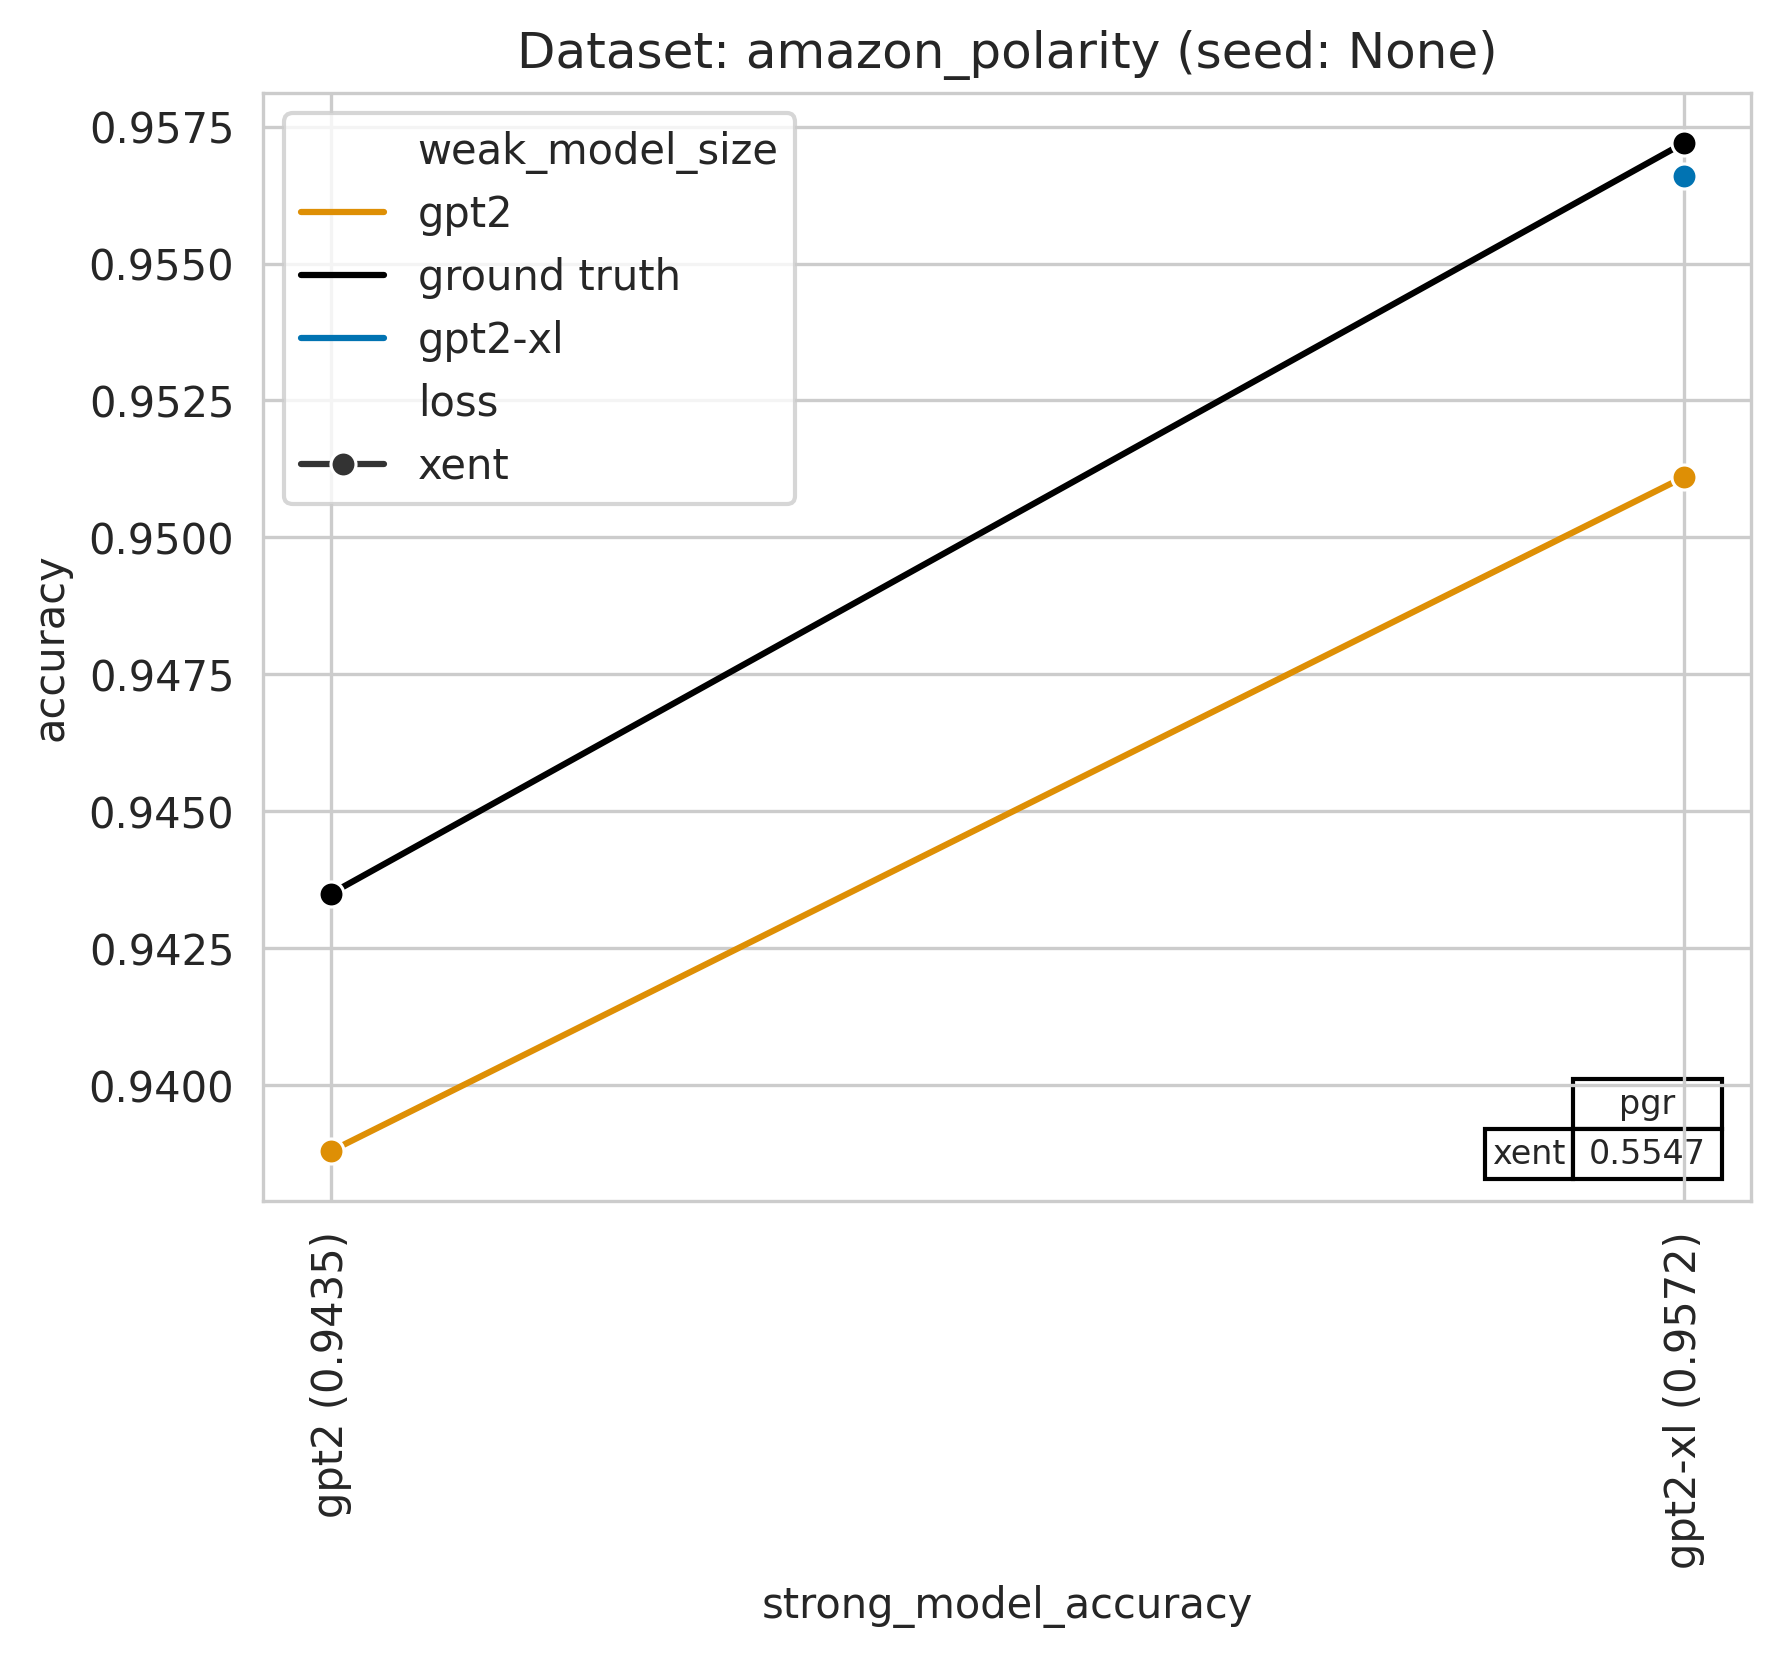 Dataset: amazon_polarity (seed: None)
weak_model_size
gpt2
ground truth
gpt2-xl
loss
xent
0.9575
0.9550
0.9525
0.9500
0.9475
0.9450
0.9425
0.9400
accuracy
pgr
xent 0.5547
gpt2 (0.9435)
gpt2-xl (0.9572)
strong_model_accuracy